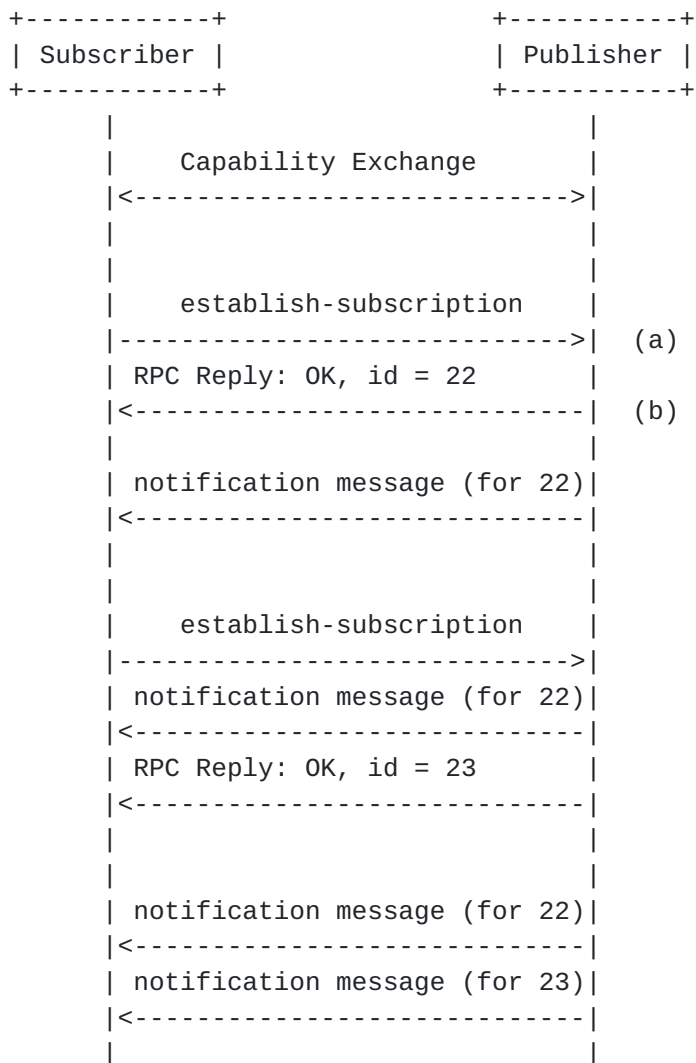 +------------+                 +-----------+
| Subscriber |                 | Publisher |
+------------+                 +-----------+
      |                              |
      |    Capability Exchange       |
      |<---------------------------->|
      |                              |
      |                              |
      |    establish-subscription    |
      |----------------------------->|  (a)
      | RPC Reply: OK, id = 22       |
      |<-----------------------------|  (b)
      |                              |
      | notification message (for 22)|
      |<-----------------------------|
      |                              |
      |                              |
      |    establish-subscription    |
      |----------------------------->|
      | notification message (for 22)|
      |<-----------------------------|
      | RPC Reply: OK, id = 23       |
      |<-----------------------------|
      |                              |
      |                              |
      | notification message (for 22)|
      |<-----------------------------|
      | notification message (for 23)|
      |<-----------------------------|
      |                              |